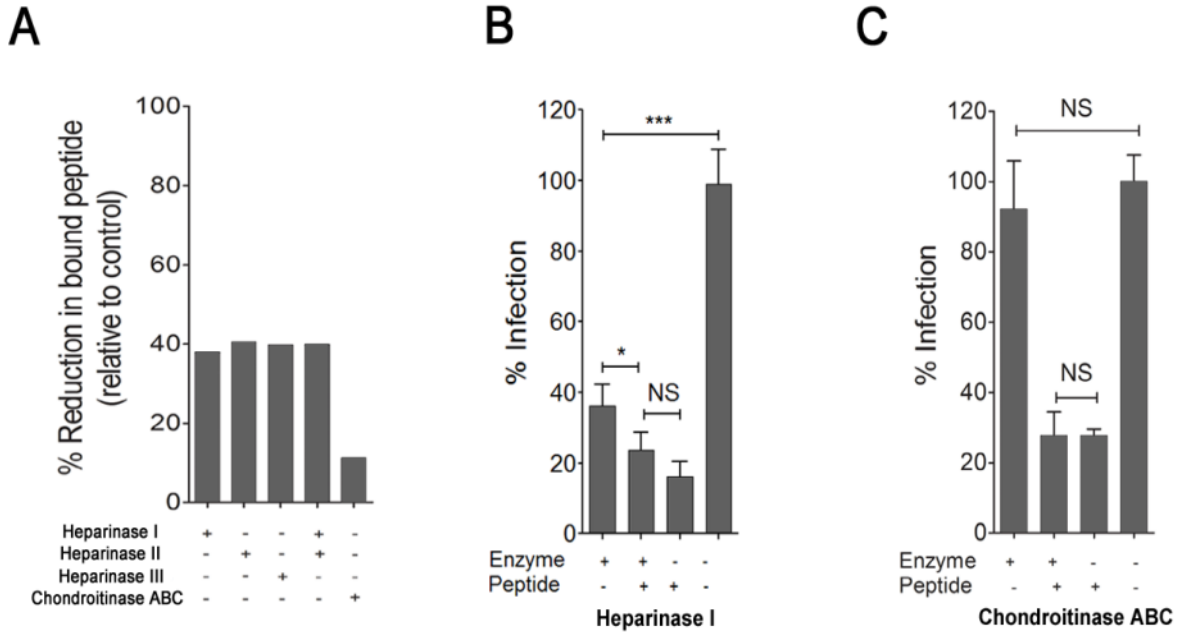 A
% Reduction in bound peptide
(relative to control)
100
80
60
40
20
0
Heparinase I + - - + -
Heparinase II - + - + -
Heparinase III - - + - -
Chondroitinase ABC - - - - +
B
% Infection
120
100
80
60
40
20
0
***
*
NS
Enzyme + + - -
Peptide - + + -
Heparinase I
C
% Infection
120
100
80
60
40
20
0
NS
NS
Enzyme + + - -
Peptide - + + -
Chondroitinase ABC